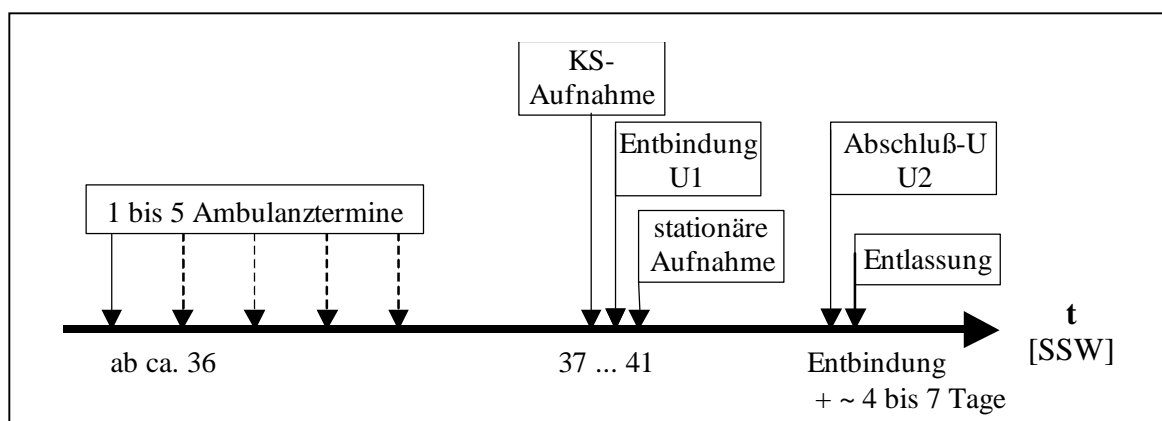 KS-
Aufnahme
Entbindung
U1
Abschluß-U
U2
1 bis 5 Ambulanztermine
stationäre
Aufnahme
Entlassung
t
[SSW]
ab ca. 36
37 ... 41
Entbindung
+ ~ 4 bis 7 Tage